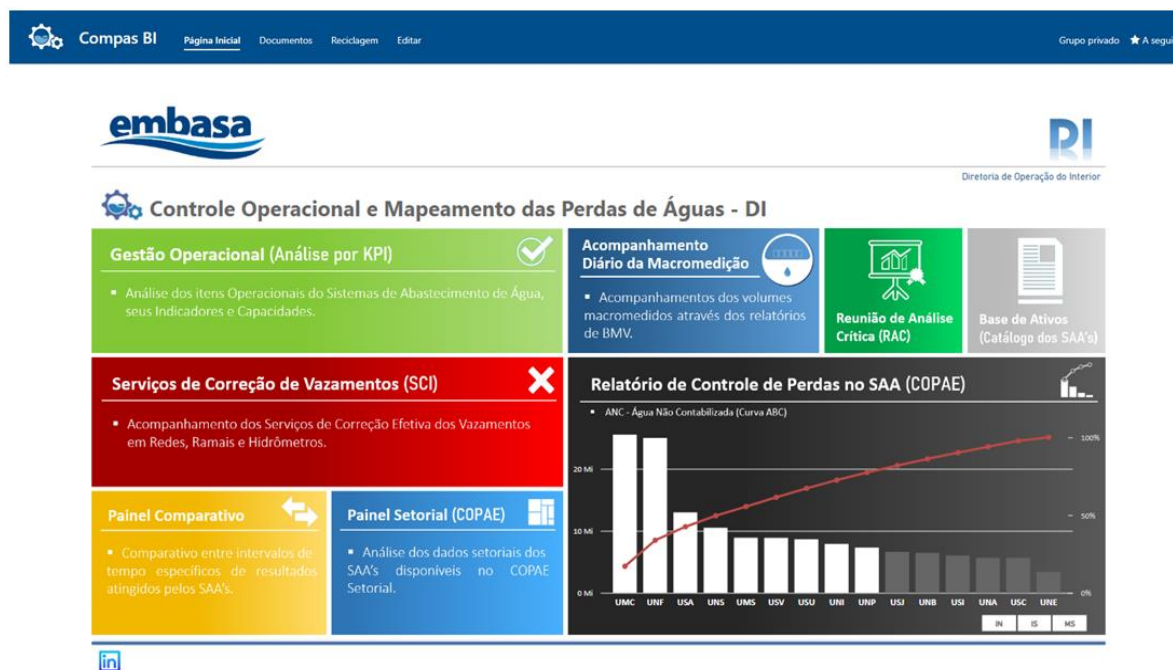 Compas BI
Página Inicial
Documentos
Reciclagem
Editar
Grupo privado
A segui
embasa
DI
Diretoria de Operação do Interior
Controle Operacional e Mapeamento das Perdas de Águas - DI
Gestão Operacional (Análise por KPI)
▪ Análise dos itens Operacionais do Sistemas de Abastecimento de Água,
seus Indicadores e Capacidades.
Acompanhamento
Diário da Macromedição
▪ Acompanhamentos dos volumes
macromedidos através dos relatórios
de BMV.
Reunião de Análise
Crítica (RAC)
Base de Ativos
(Catálogo dos SAA's)
Serviços de Correção de Vazamentos (SCI)
▪ Acompanhamento dos Serviços de Correção Efetiva dos Vazamentos
em Redes, Ramais e Hidrômetros.
Painel Comparativo
▪ Comparativo entre intervalos de
tempo específicos de resultados
atingidos pelos SAA's.
Painel Setorial (COPAE)
▪ Análise dos dados setoriais dos
SAA's disponíveis no COPAE
Setorial.
Relatório de Controle de Perdas no SAA (COPAE)
▪ ANC - Água Não Contabilizada (Curva ABC)
20 Mi
10 Mi
0 Mi
100%
50%
0%
UMC UNF USA UNS UMS USV USU UNI UNP USJ UNB USI UNA USC UNE
IN IS MS
in